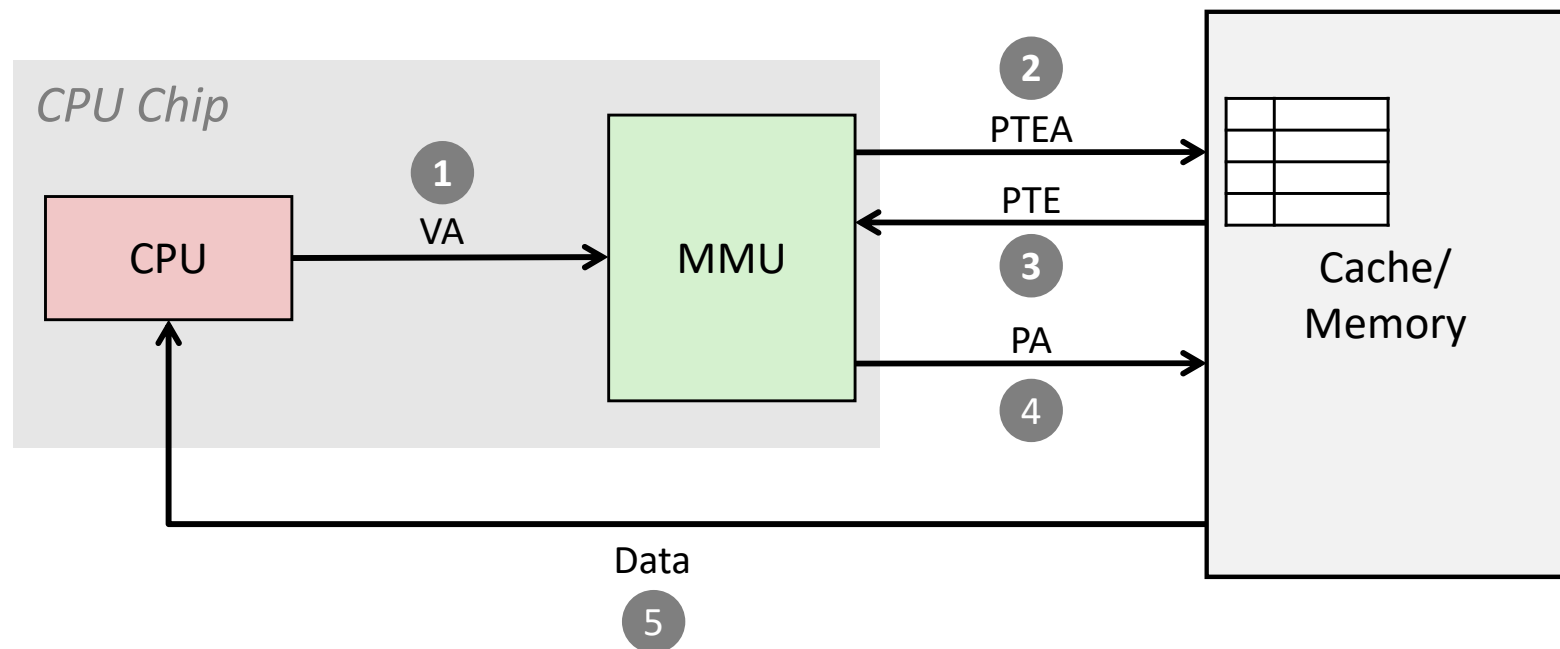 CPU Chip
2
PTEA
1
VA
PTE
CPU
MMU
3
Cache/
Memory
PA
4
Data
5